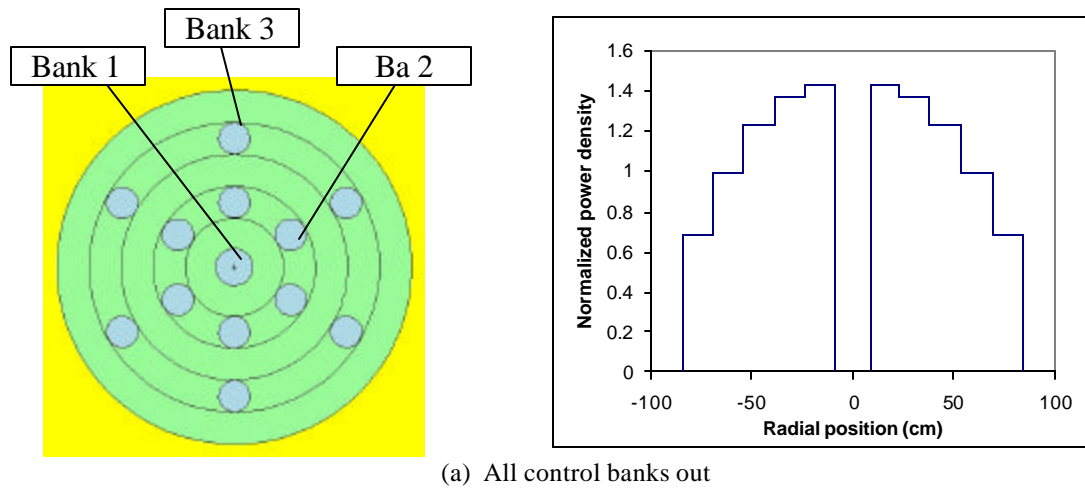 Bank 3
Bank 1
Ba 2
1.6
1.4
1.2
1
0.8
0.6
0.4
0.2
0
Normalized power density
-100
-50
0
50
100
Radial position (cm)
(a) All control banks out